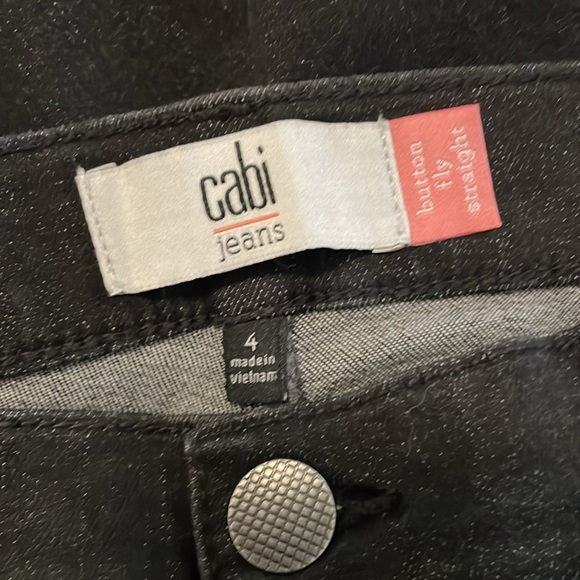 cabi
jeans
button
fly
straight
4
made in
vietnam